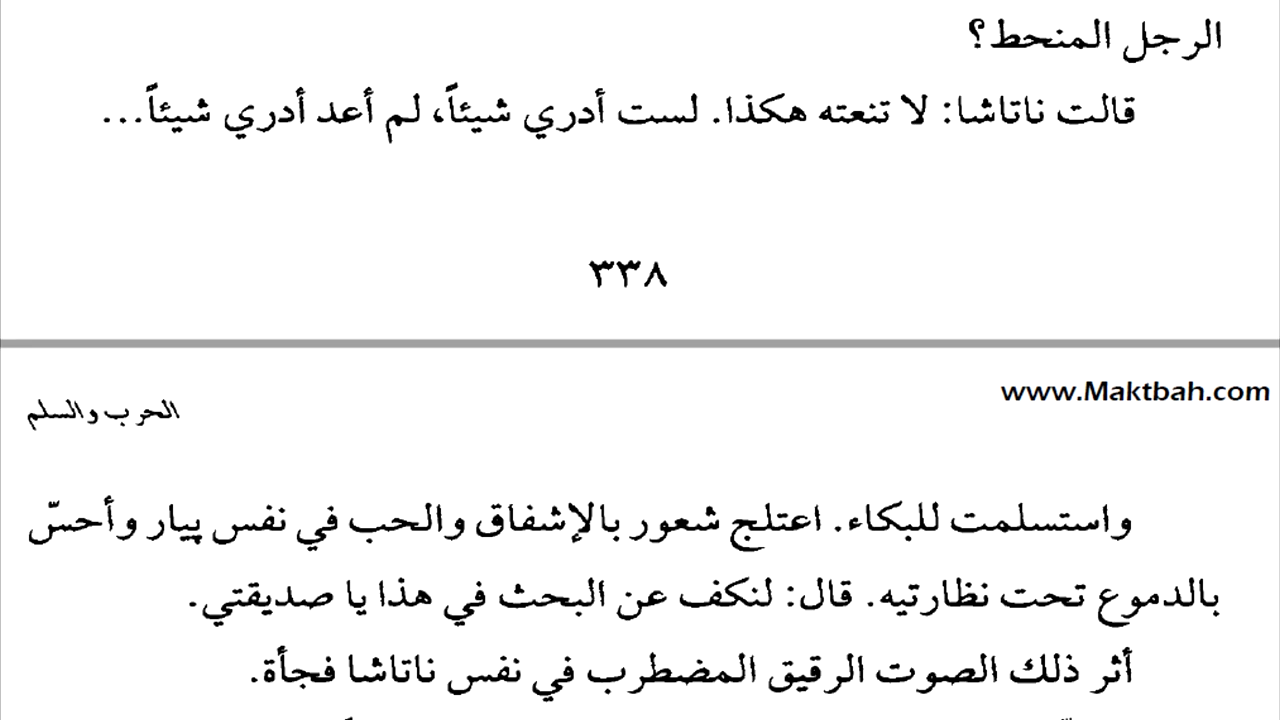 الرجل المنحط؟
قالت ناتاشا: لا تنعته هكذا. لست أدري شيئاً، لم أعد أدري شيئاً...
٣٣٨
www.Maktbah.com
الحرب والسلم
واستسلمت للبكاء. اعتلج شعور بالإشفاق والحب في نفس پيار وأحسّ
بالدموع تحت نظارتيه. قال: لنكف عن البحث في هذا يا صديقتي.
أثر ذلك الصوت الرقيق المضطرب في نفس ناتاشا فجأة.